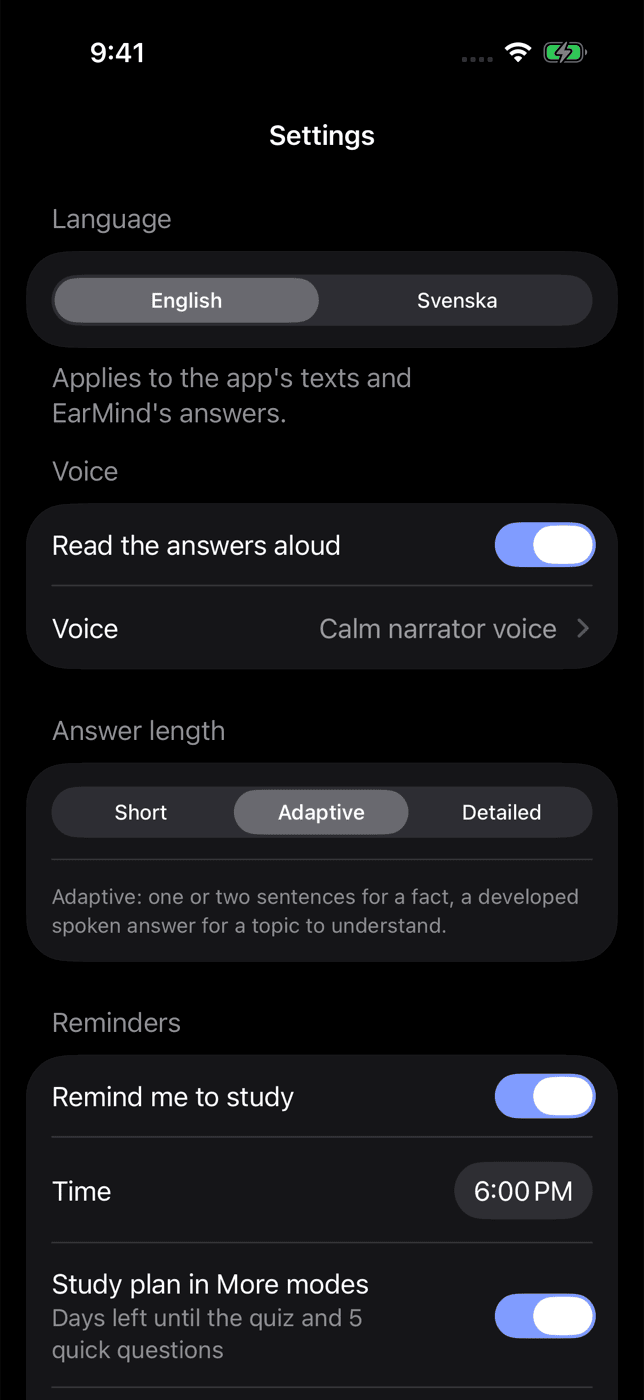 9:41
Settings
Language
English
Svenska
Applies to the app's texts and
EarMind's answers.
Voice
Read the answers aloud
Voice
Calm narrator voice
Answer length
Short
Adaptive
Detailed
Adaptive: one or two sentences for a fact, a developed
spoken answer for a topic to understand.
Reminders
Remind me to study
Time
6:00 PM
Study plan in More modes
Days left until the quiz and 5
quick questions